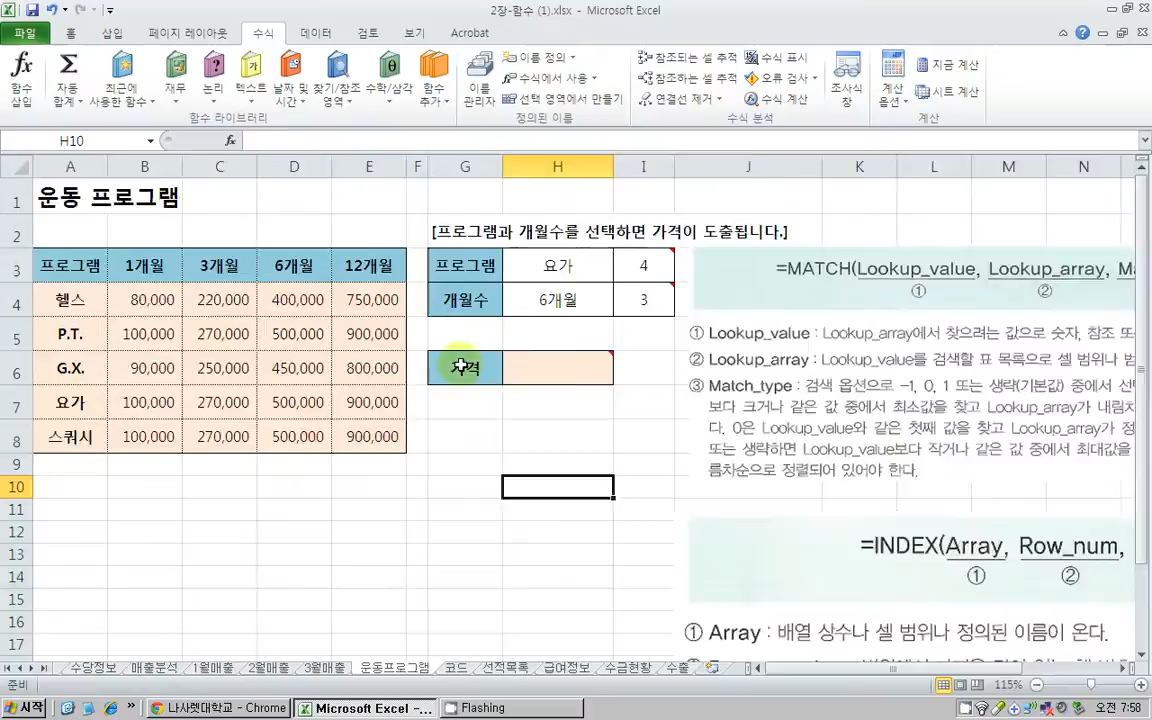 2장-함수 (1).xlsx - Microsoft Excel
파일 홈 삽입 페이지 레이아웃 수식 데이터 검토 보기 Acrobat
fx 함수 삽입
Σ 자동 합계
최근에 사용한 함수
재무
논리
텍스트
날짜 및 시간
찾기/참조 영역
수학/삼각
함수 추가
함수 라이브러리
이름 관리자
이름 정의
수식에서 사용
선택 영역에서 만들기
정의된 이름
참조되는 셀 추적
참조하는 셀 추적
연결선 제거
수식 표시
오류 검사
수식 계산
조사식 창
수식 분석
계산 옵션
지금 계산
시트 계산
계산
H10 fx
A B C D E F G H I J K L M N
1 운동 프로그램
2 [프로그램과 개월수를 선택하면 가격이 도출됩니다.]
3 프로그램 1개월 3개월 6개월 12개월 프로그램 요가 4
4 헬스 80,000 220,000 400,000 750,000 개월수 6개월 3
5 P.T. 100,000 270,000 500,000 900,000
6 G.X. 90,000 250,000 450,000 800,000 가격
7 요가 100,000 270,000 500,000 900,000
8 스쿼시 100,000 270,000 500,000 900,000
9
10
11
12
13
14
15
16
17
=MATCH(Lookup_value, Lookup_array, Ma
① ②
① Lookup_value : Lookup_array에서 찾으려는 값으로 숫자, 참조 또
② Lookup_array : Lookup_value를 검색할 표 목록으로 셀 범위나 범
③ Match_type : 검색 옵션으로 -1, 0, 1 또는 생략(기본값) 중에서 선
보다 크거나 같은 값 중에서 최소값을 찾고 Lookup_array가 내림차
다. 0은 Lookup_value와 같은 첫째 값을 찾고 Lookup_array가 정
또는 생략하면 Lookup_value보다 작거나 같은 값 중에서 최대값을
름차순으로 정렬되어 있어야 한다.
=INDEX(Array, Row_num,
① ②
① Array : 배열 상수나 셀 범위나 정의된 이름이 온다.
수당정보 매출분석 1월매출 2월매출 3월매출 운동프로그램 코드 선적목록 급여정보 수금현황 수출
준비 115%
시작 나사렛대학교 - Chrome Microsoft Excel -... Flashing 오전 7:58